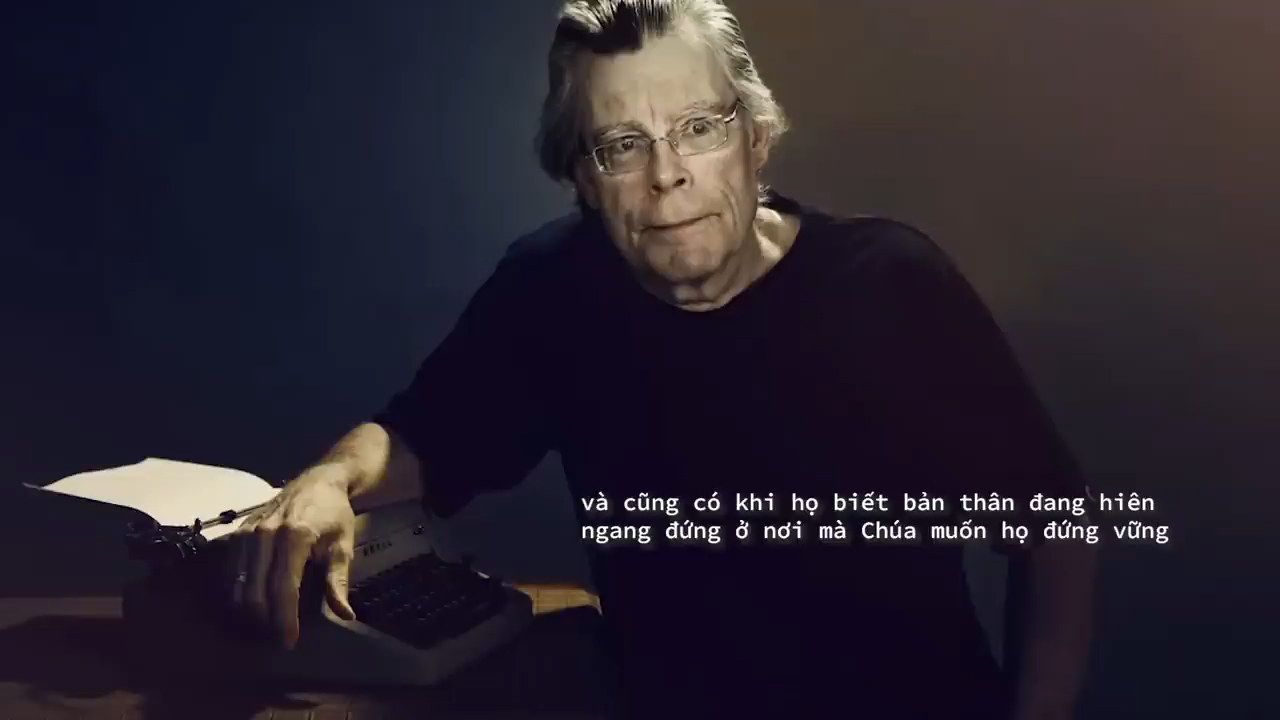 và cũng có khi họ biết bản thân đang hiên
ngang đứng ở nơi mà Chúa muốn họ đứng vững